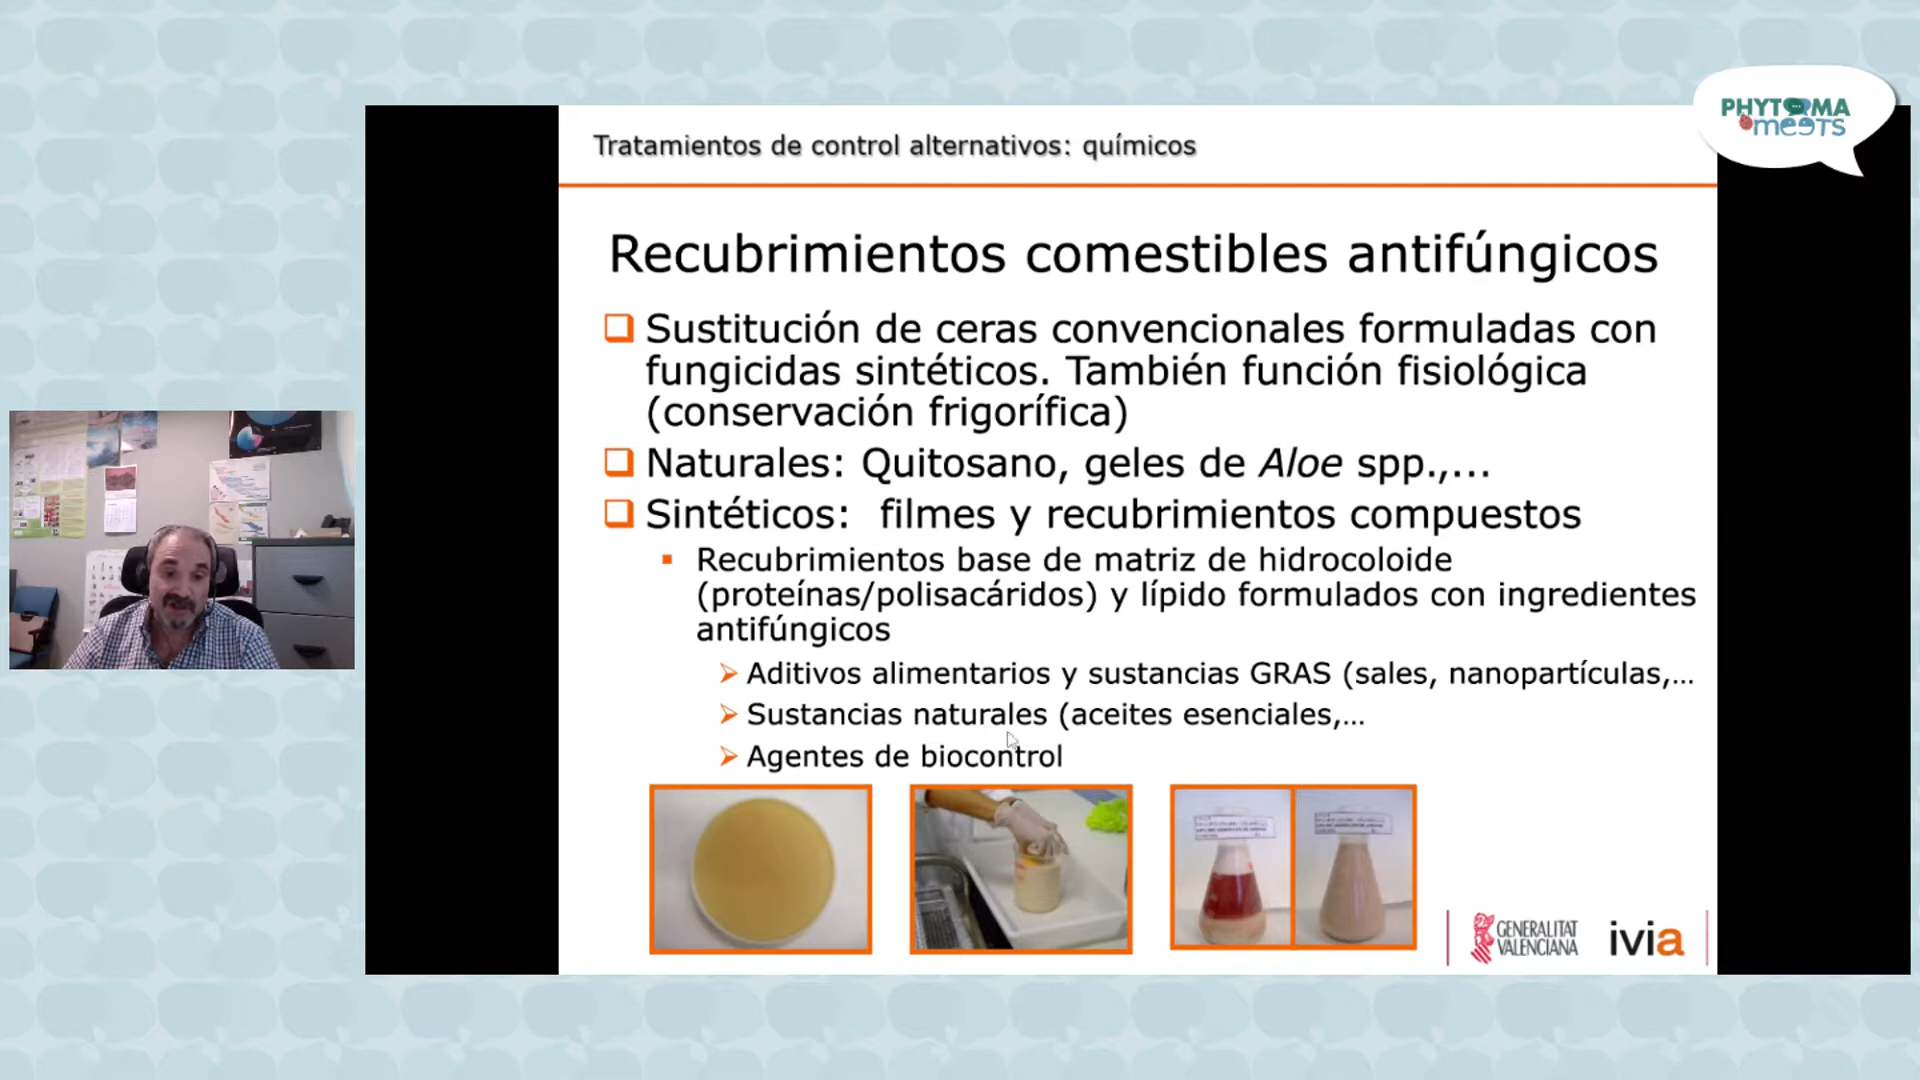 PHYTOMA
meets
Tratamientos de control alternativos: químicos
Recubrimientos comestibles antifúngicos
Sustitución de ceras convencionales formuladas con
fungicidas sintéticos. También función fisiológica
(conservación frigorífica)
Naturales: Quitosano, geles de Aloe spp.,...
Sintéticos:  filmes y recubrimientos compuestos
Recubrimientos base de matriz de hidrocoloide
(proteínas/polisacáridos) y lípido formulados con ingredientes
antifúngicos
Aditivos alimentarios y sustancias GRAS (sales, nanopartículas,...
Sustancias naturales (aceites esenciales,...
Agentes de biocontrol
GENERALITAT
VALENCIANA
ivia